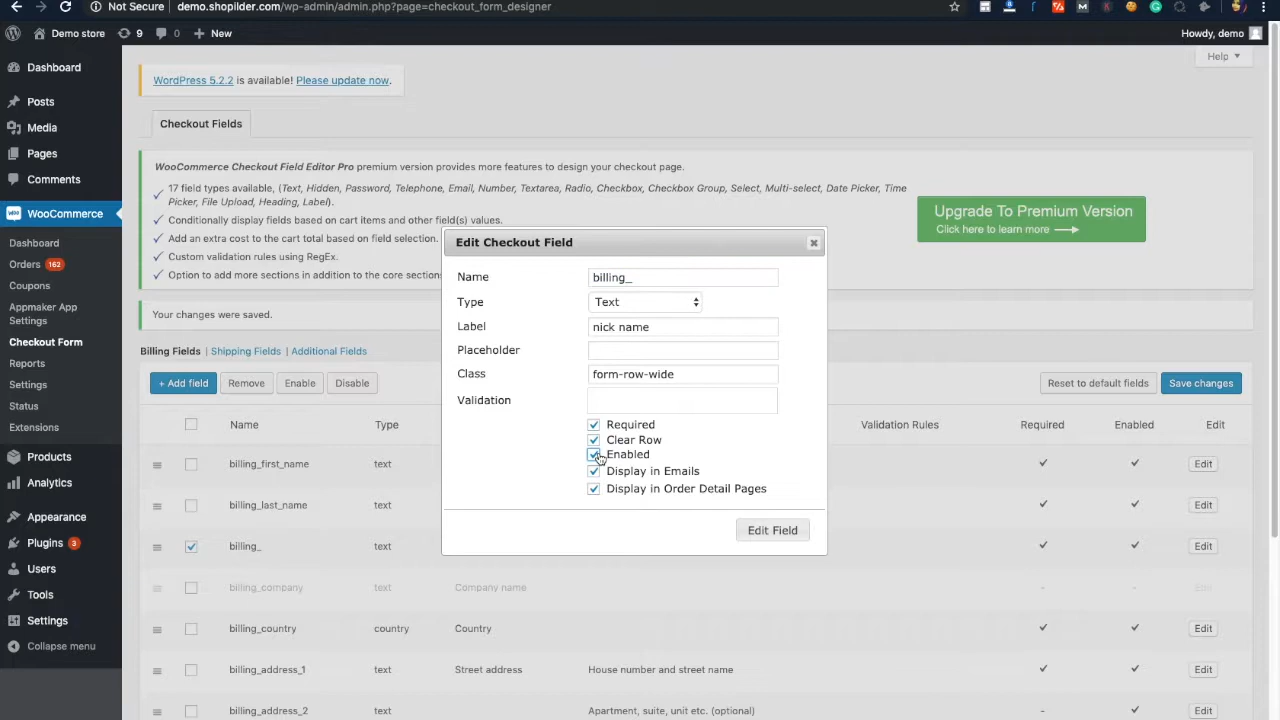 Not Secure | demo.shopilder.com/wp-admin/admin.php?page=checkout_form_designer
Demo store 9 0 New Howdy, demo
Help
Dashboard
Posts
Media
Pages
Comments
WooCommerce
Dashboard
Orders 162
Coupons
Appmaker App
Settings
Checkout Form
Reports
Settings
Status
Extensions
Products
Analytics
Appearance
Plugins 3
Users
Tools
Settings
Collapse menu
WordPress 5.2.2 is available! Please update now.
Checkout Fields
WooCommerce Checkout Field Editor Pro premium version provides more features to design your checkout page.
17 field types available, (Text, Hidden, Password, Telephone, Email, Number, Textarea, Radio, Checkbox, Checkbox Group, Select, Multi-select, Date Picker, Time
Picker, File Upload, Heading, Label).
Conditionally display fields based on cart items and other field(s) values.
Add an extra cost to the cart total based on field selection.
Custom validation rules using RegEx.
Option to add more sections in addition to the core sections
Upgrade To Premium Version
Click here to learn more
Your changes were saved.
Billing Fields | Shipping Fields | Additional Fields
+ Add field Remove Enable Disable Reset to default fields Save changes
Name Type Validation Rules Required Enabled Edit
billing_first_name text Edit
billing_last_name text Edit
billing_ text Edit
billing_company text Company name - - Edit
billing_country country Country Edit
billing_address_1 text Street address House number and street name Edit
billing_address_2 text Apartment, suite, unit etc. (optional) - Edit
Edit Checkout Field
Name billing_
Type Text
Label nick name
Placeholder
Class form-row-wide
Validation
Required
Clear Row
Enabled
Display in Emails
Display in Order Detail Pages
Edit Field